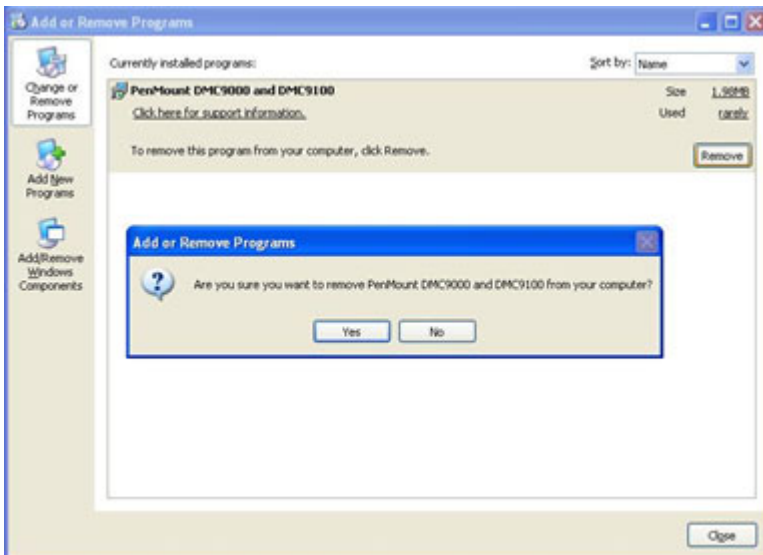 Add or Remove Programs
Change or
Remove
Programs
Add New
Programs
Add/Remove
Windows
Components
Currently installed programs:
Sort by: Name
PenMount DMC9000 and DMC9100
Size 1.96MB
Click here for support information.
Used rarely
To remove this program from your computer, click Remove.
Remove
Add or Remove Programs
Are you sure you want to remove PenMount DMC9000 and DMC9100 from your computer?
Yes No
Close